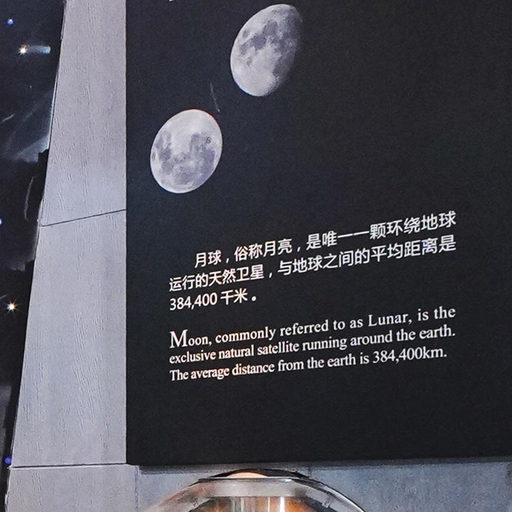 月球，俗称月亮，是唯一一颗环绕地球
运行的天然卫星，与地球之间的平均距离是
384,400 千米。
Moon, commonly referred to as Lunar, is the
exclusive natural satellite running around the earth.
The average distance from the earth is 384,400km.